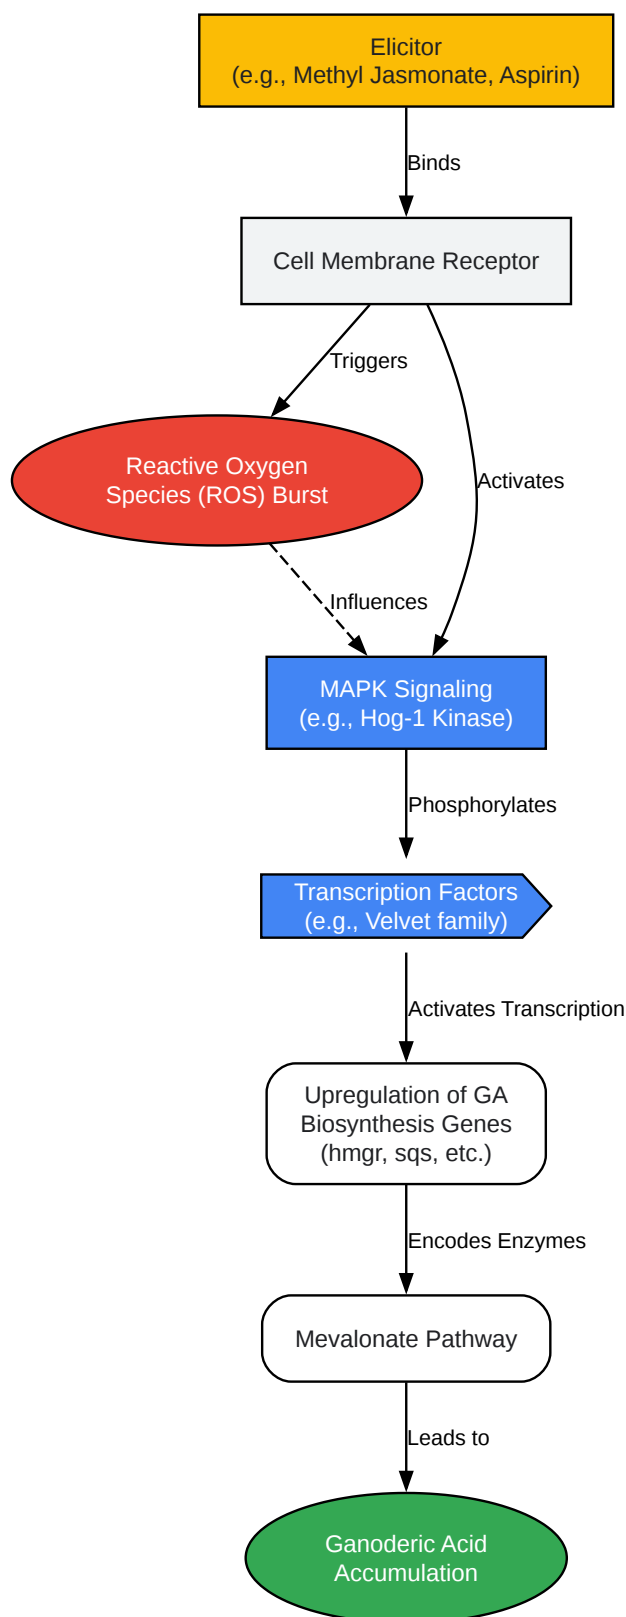 Elicitor
(e.g., Methyl Jasmonate, Aspirin)
Binds
Cell Membrane Receptor
Triggers
Reactive Oxygen
Species (ROS) Burst
Activates
Influences
MAPK Signaling
(e.g., Hog-1 Kinase)
Phosphorylates
Transcription Factors
(e.g., Velvet family)
Activates Transcription
Upregulation of GA
Biosynthesis Genes
(hmgr, sqs, etc.)
Encodes Enzymes
Mevalonate Pathway
Leads to
Ganoderic Acid
Accumulation